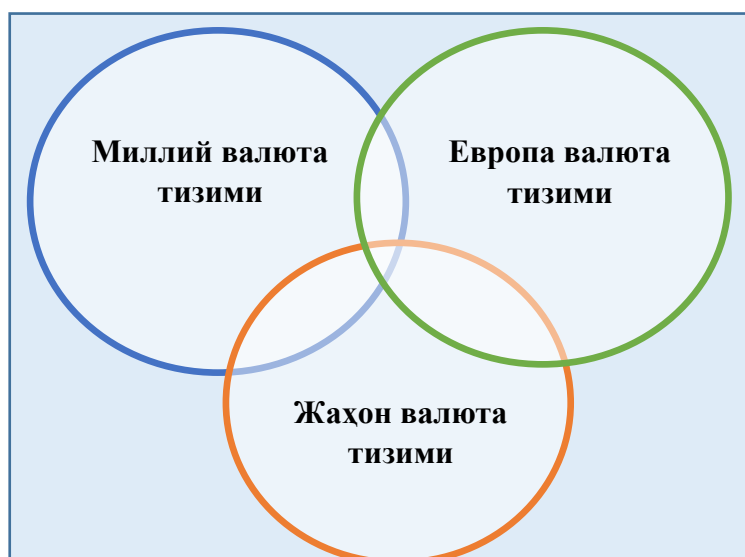 Миллий валюта
тизими
Европа валюта
тизими
Жаҳон валюта
тизими